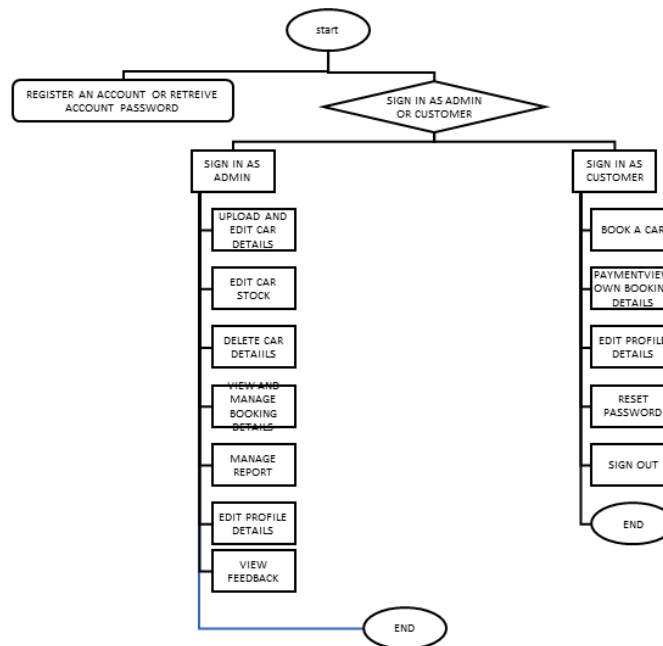 start
REGISTER AN ACCOUNT OR RETREIVE
ACCOUNT PASSWORD
SIGN IN AS ADMIN
OR CUSTOMER
SIGN IN AS
ADMIN
SIGN IN AS
CUSTOMER
UPLOAD AND
EDIT CAR
DETAILS
BOOK A CAR
EDIT CAR
STOCK
PAYMENTVIEW
OWN BOOKING
DETAILS
DELETE CAR
DETAIILS
EDIT PROFILE
DETAILS
VIEW AND
MANAGE
BOOKING
DETAILS
RESET
PASSWORD
MANAGE
REPORT
SIGN OUT
EDIT PROFILE
DETAILS
END
VIEW
FEEDBACK
END